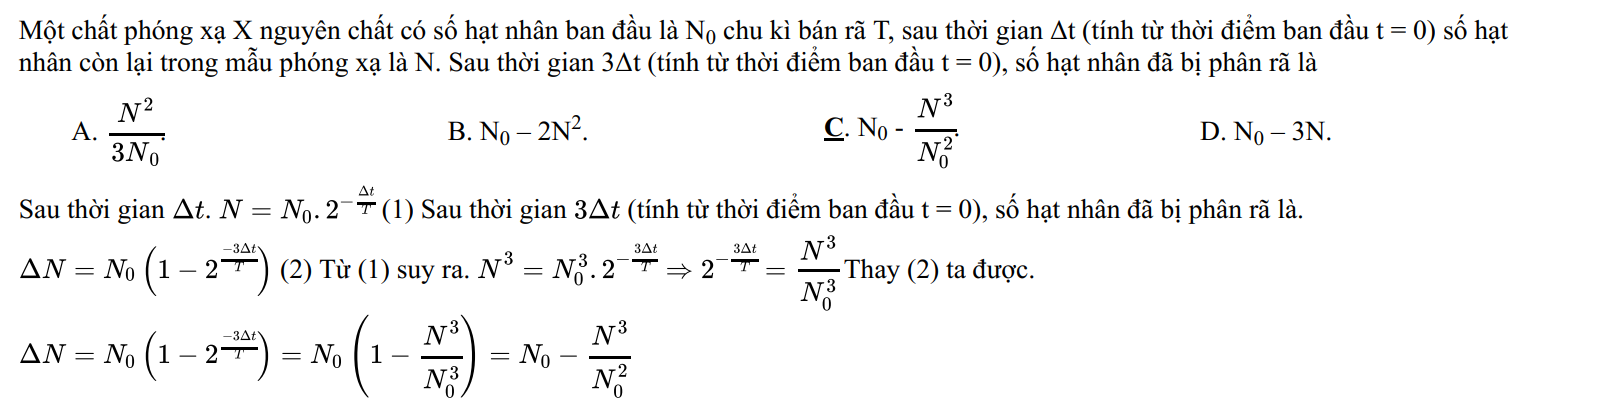 Một chất phóng xạ X nguyên chất có số hạt nhân ban đầu là N₀ chu kì bán rã T, sau thời gian Δt (tính từ thời điểm ban đầu t = 0) số hạt
nhân còn lại trong mẫu phóng xạ là N. Sau thời gian 3Δt (tính từ thời điểm ban đầu t = 0), số hạt nhân đã bị phân rã là
A. $\frac{N^2}{3N_0}$. B. N₀ – 2N². C. N₀ - $\frac{N^3}{N_0^2}$. D. N₀ – 3N.
Sau thời gian $\Delta t$. $N = N_0.2^{-\frac{\Delta t}{T}}$ (1) Sau thời gian $3\Delta t$ (tính từ thời điểm ban đầu t = 0), số hạt nhân đã bị phân rã là.
$\Delta N = N_0\left(1 - 2^{\frac{-3\Delta t}{T}}\right)$ (2) Từ (1) suy ra. $N^3 = N_0^3.2^{-\frac{3\Delta t}{T}} \Rightarrow 2^{-\frac{3\Delta t}{T}} = \frac{N^3}{N_0^3}$ Thay (2) ta được.
$\Delta N = N_0\left(1 - 2^{\frac{-3\Delta t}{T}}\right) = N_0\left(1 - \frac{N^3}{N_0^3}\right) = N_0 - \frac{N^3}{N_0^2}$